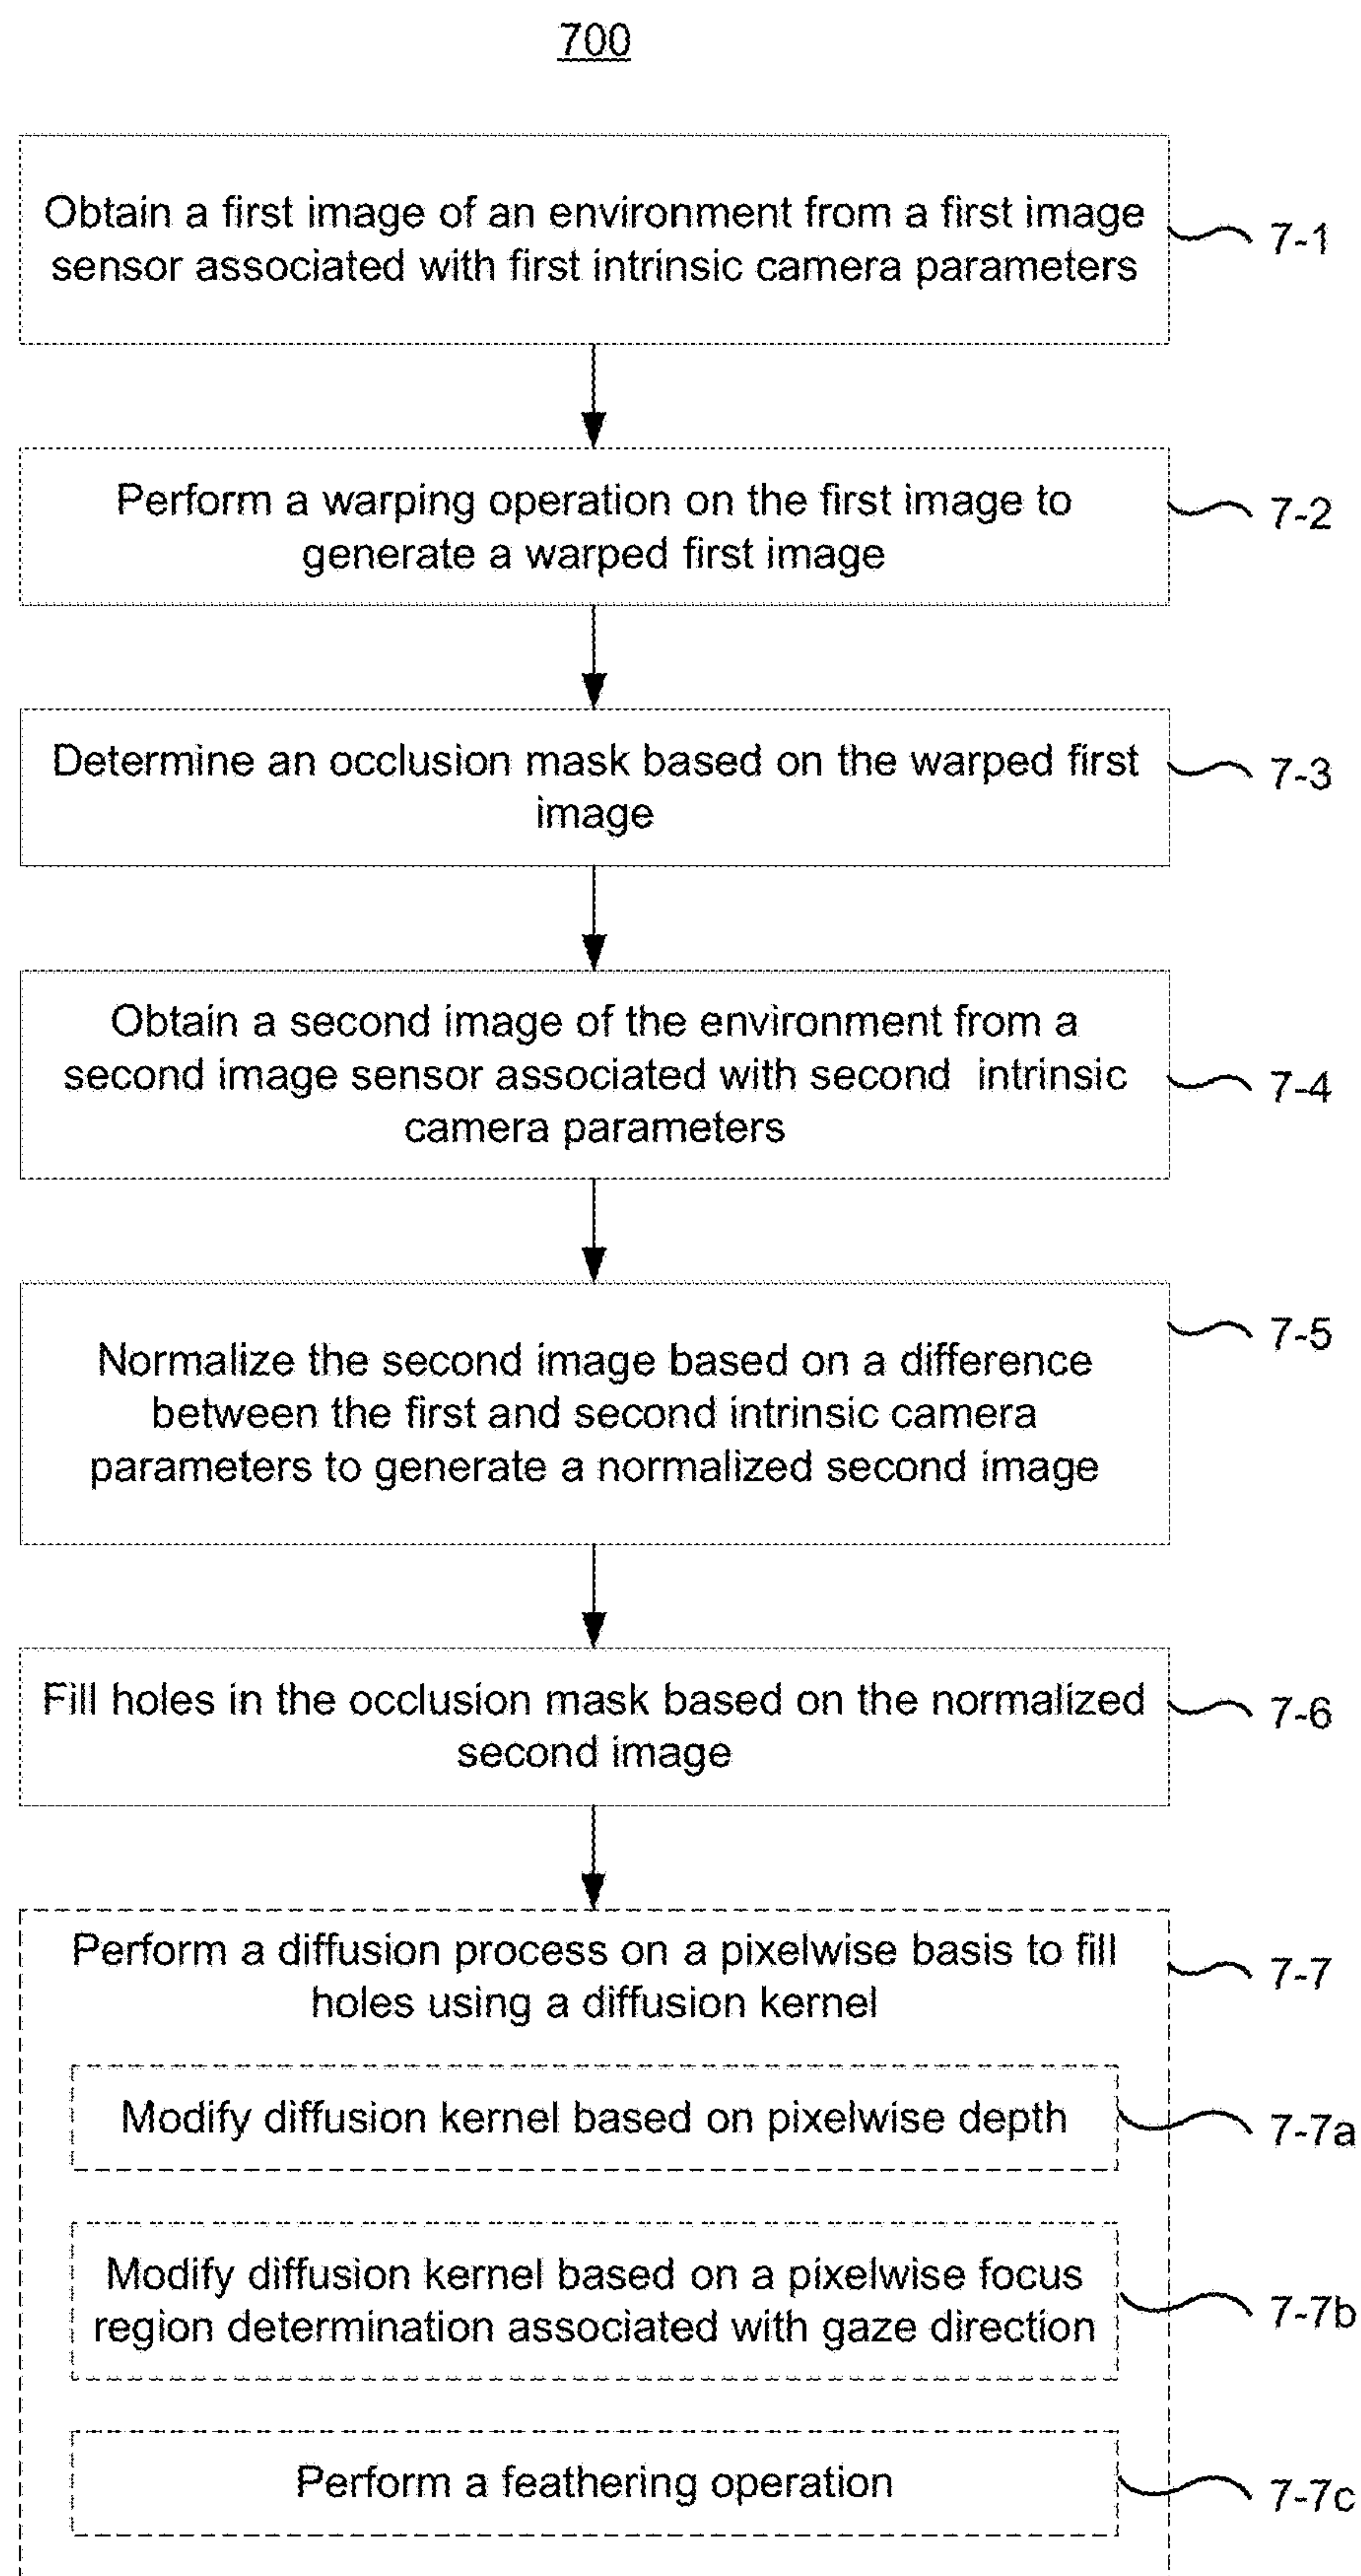 700
Obtain a first image of an environment from a first image
sensor associated with first intrinsic camera parameters
7-1
Perform a warping operation on the first image to
generate a warped first image
7-2
Determine an occlusion mask based on the warped first
image
7-3
Obtain a second image of the environment from a
second image sensor associated with second intrinsic
camera parameters
7-4
Normalize the second image based on a difference
between the first and second intrinsic camera
parameters to generate a normalized second image
7-5
Fill holes in the occlusion mask based on the normalized
second image
7-6
Perform a diffusion process on a pixelwise basis to fill
holes using a diffusion kernel
7-7
Modify diffusion kernel based on pixelwise depth
7-7a
Modify diffusion kernel based on a pixelwise focus
region determination associated with gaze direction
7-7b
Perform a feathering operation
7-7c